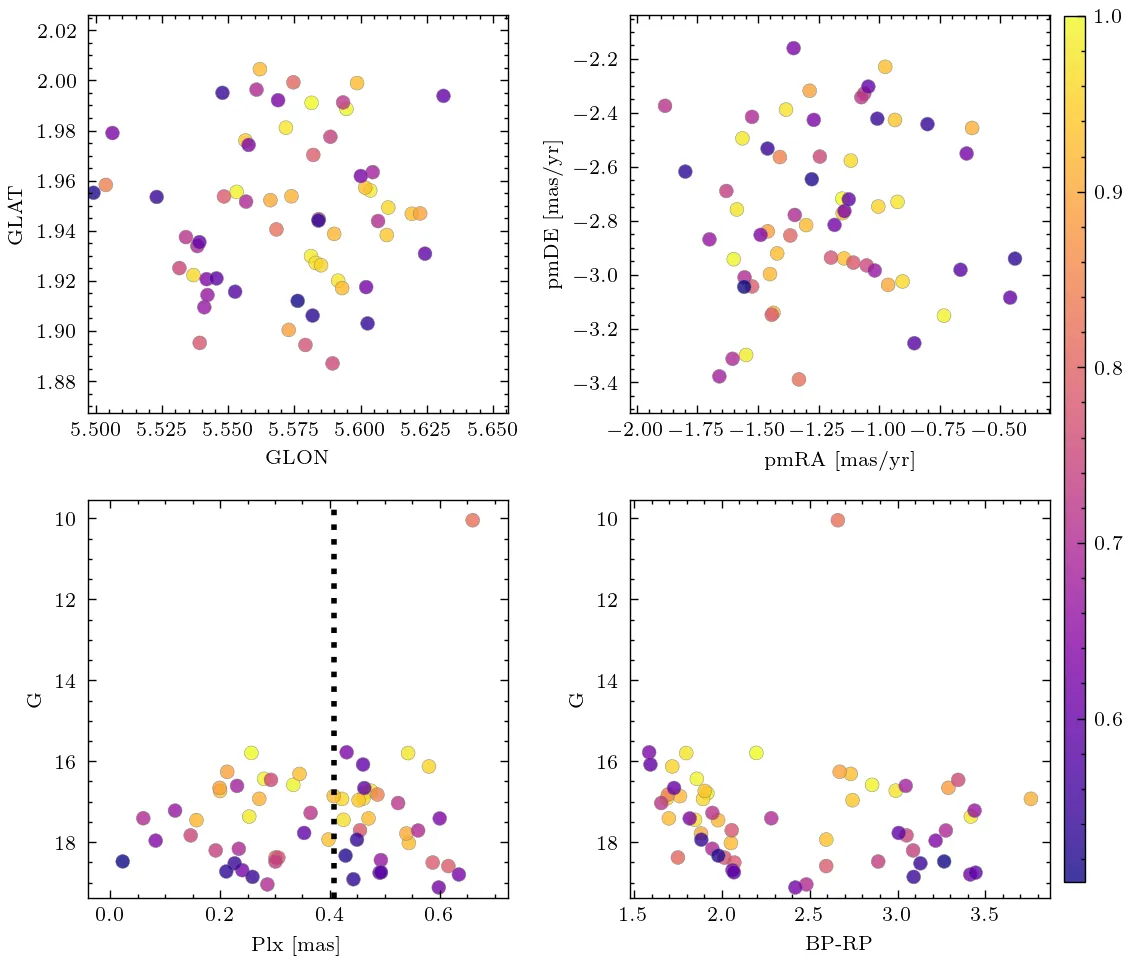 2.02
2.00
1.98
1.96
1.94
1.92
1.90
1.88
GLAT
5.500 5.525 5.550 5.575 5.600 5.625 5.650
GLON
−2.2
−2.4
−2.6
−2.8
−3.0
−3.2
−3.4
pmDE [mas/yr]
−2.00 −1.75 −1.50 −1.25 −1.00 −0.75 −0.50
pmRA [mas/yr]
1.0
0.9
0.8
0.7
0.6
10
12
14
16
18
G
0.0 0.2 0.4 0.6
Plx [mas]
10
12
14
16
18
G
1.5 2.0 2.5 3.0 3.5
BP-RP